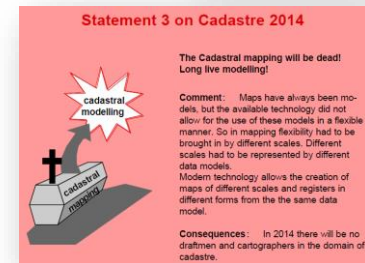 Statement 3 on Cadastre 2014
The Cadastral mapping will be dead!
Long live modelling!
cadastral
modelling
Comment: Maps have always been mo-
dels, but the available technology did not
allow for the use of these models in a flexible
manner. So in mapping flexibility had to be
brought in by different scales. Different
scales had to be represented by different
data models.
Modern technology allows the creation of
maps of different scales and registers in
different forms from the the same data
model.
cadastral
mapping
Consequences: In 2014 there will be no
draftmen and cartographers in the domain of
cadastre.